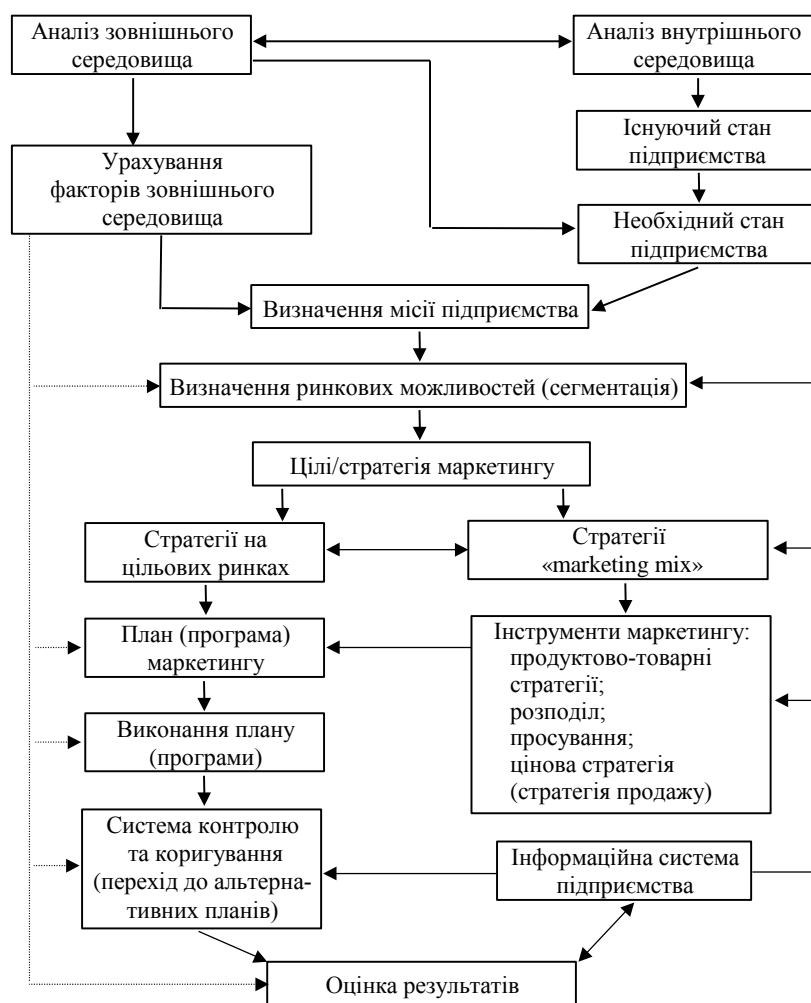 Аналіз зовнішнього
середовища
Аналіз внутрішнього
середовища
Існуючий стан
підприємства
Урахування
факторів зовнішнього
середовища
Необхідний стан
підприємства
Визначення місії підприємства
Визначення ринкових можливостей (сегментація)
Цілі/стратегія маркетингу
Стратегії на
цільових ринках
Стратегії
«marketing mix»
План (програма)
маркетингу
Інструменти маркетингу:
продуктово-товарні
стратегії;
розподіл;
просування;
цінова стратегія
(стратегія продажу)
Виконання плану
(програми)
Система контролю
та коригування
(перехід до альтерна-
тивних планів)
Інформаційна система
підприємства
Оцінка результатів